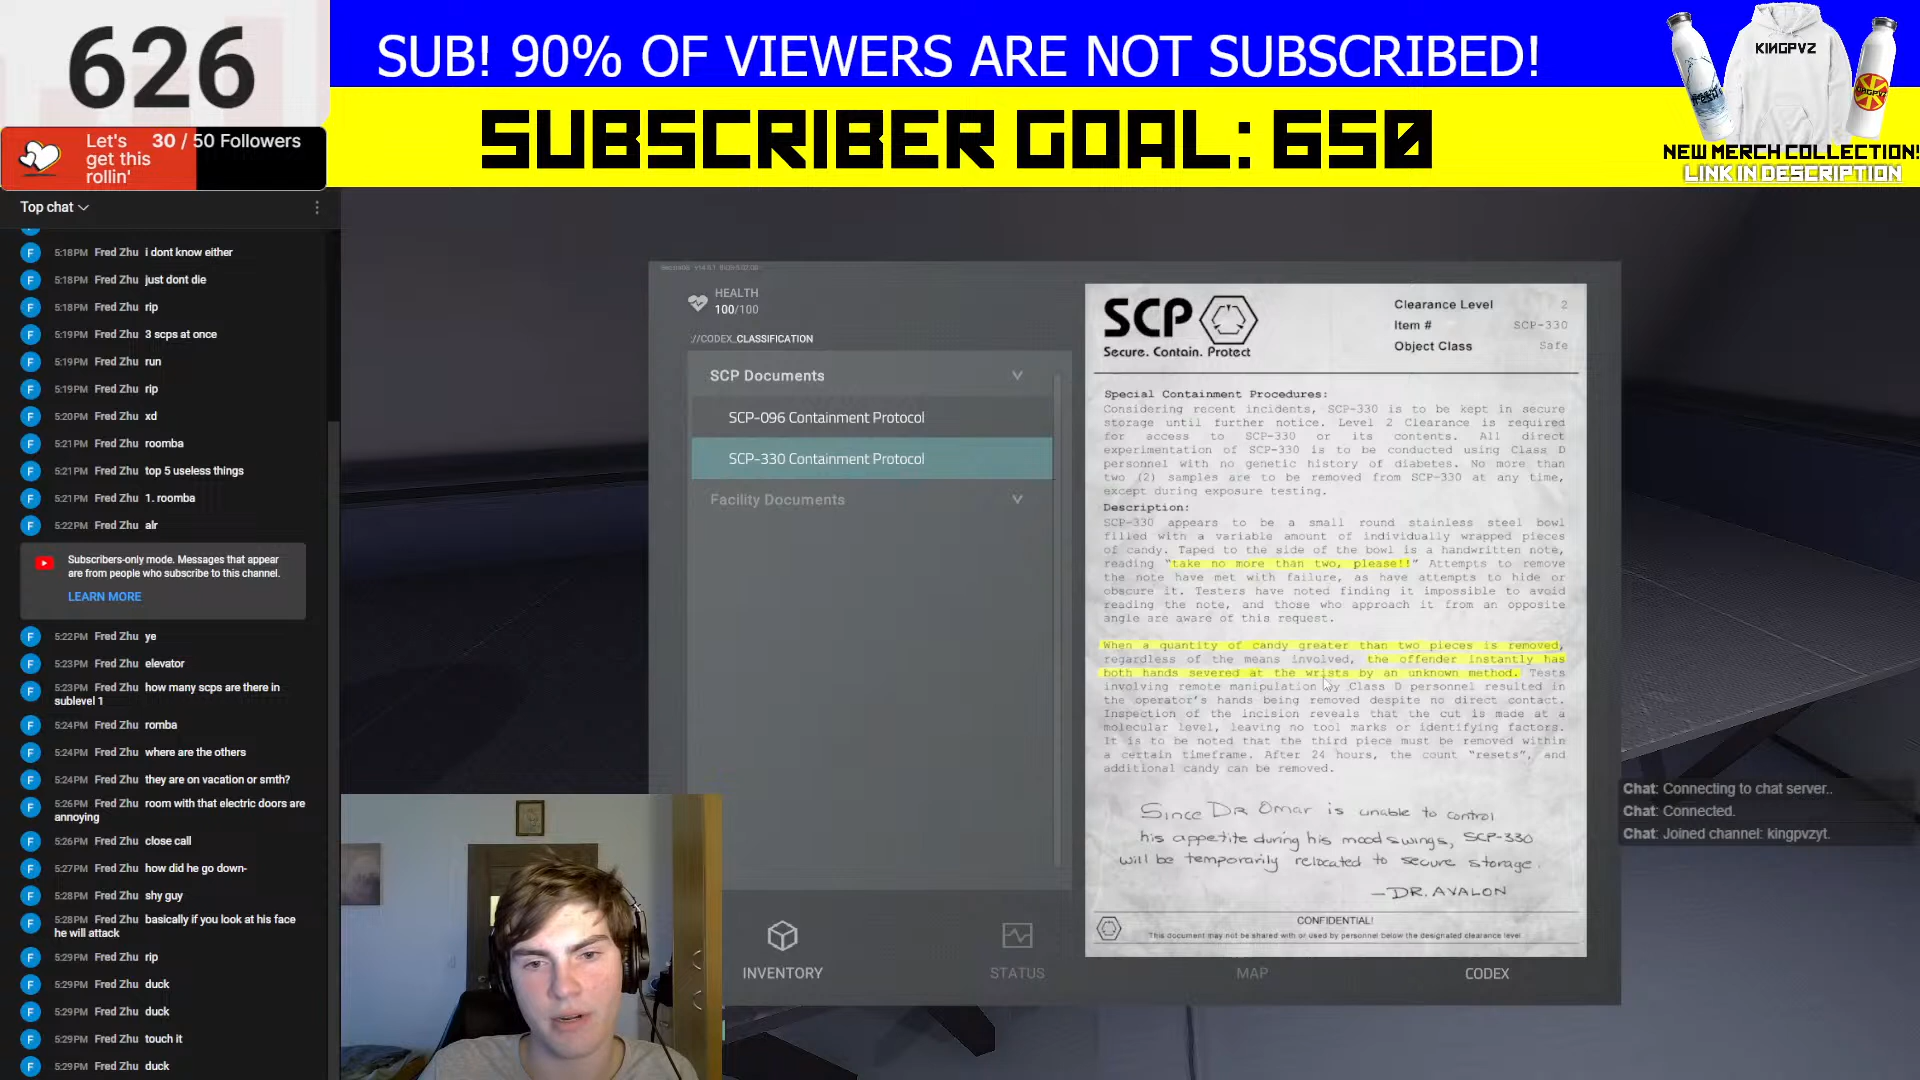 626
SUB! 90% OF VIEWERS ARE NOT SUBSCRIBED!
SUBSCRIBER GOAL: 650
KINGPVZ
NEW MERCH COLLECTION!
LINK IN DESCRIPTION
Let's get this rollin'
30 / 50 Followers
Top chat
5:18PM Fred Zhu i dont know either
5:18PM Fred Zhu just dont die
5:18PM Fred Zhu rip
5:19PM Fred Zhu 3 scps at once
5:19PM Fred Zhu run
5:19PM Fred Zhu rip
5:20PM Fred Zhu xd
5:21PM Fred Zhu roomba
5:21PM Fred Zhu top 5 useless things
5:21PM Fred Zhu 1. roomba
5:22PM Fred Zhu alr
Subscribers-only mode. Messages that appear
are from people who subscribe to this channel.
LEARN MORE
5:22PM Fred Zhu ye
5:23PM Fred Zhu elevator
5:23PM Fred Zhu how many scps are there in
sublevel 1
5:24PM Fred Zhu romba
5:24PM Fred Zhu where are the others
5:24PM Fred Zhu they are on vacation or smth?
5:26PM Fred Zhu room with that electric doors are
annoying
5:26PM Fred Zhu close call
5:27PM Fred Zhu how did he go down-
5:28PM Fred Zhu shy guy
5:28PM Fred Zhu basically if you look at his face
he will attack
5:29PM Fred Zhu rip
5:29PM Fred Zhu duck
5:29PM Fred Zhu duck
5:29PM Fred Zhu touch it
5:29PM Fred Zhu duck
HEALTH
100/100
://CODEX_CLASSIFICATION
SCP Documents
SCP-096 Containment Protocol
SCP-330 Containment Protocol
Facility Documents
INVENTORY
STATUS
MAP
CODEX
SCP
Secure. Contain. Protect
Clearance Level 2
Item # SCP-330
Object Class Safe
Special Containment Procedures:
Considering recent incidents, SCP-330 is to be kept in secure
storage until further notice. Level 2 Clearance is required
for access to SCP-330 or its contents. All direct
experimentation of SCP-330 is to be conducted using Class D
personnel with no genetic history of diabetes. No more than
two (2) samples are to be removed from SCP-330 at any time,
except during exposure testing.
Description:
SCP-330 appears to be a small round stainless steel bowl
filled with a variable amount of individually wrapped pieces
of candy. Taped to the side of the bowl is a handwritten note,
reading "take no more than two, please!!" Attempts to remove
the note have met with failure, as have attempts to hide or
obscure it. Testers have noted finding it impossible to avoid
reading the note, and those who approach it from an opposite
angle are aware of this request.
When a quantity of candy greater than two pieces is removed,
regardless of the means involved, the offender instantly has
both hands severed at the wrists by an unknown method. Tests
involving remote manipulation by Class D personnel resulted in
the operator's hands being removed despite no direct contact.
Inspection of the incision reveals that the cut is made at a
molecular level, leaving no tool marks or identifying factors.
It is to be noted that the third piece must be removed within
a certain timeframe. After 24 hours, the count "resets", and
additional candy can be removed.
Since Dr Omar is unable to control
his appetite during his mood swings, SCP-330
will be temporarily relocated to secure storage.
—DR. AVALON
CONFIDENTIAL!
This document may not be shared with or used by personnel below the designated clearance level
Chat: Connecting to chat server..
Chat: Connected.
Chat: Joined channel: kingpvzyt.